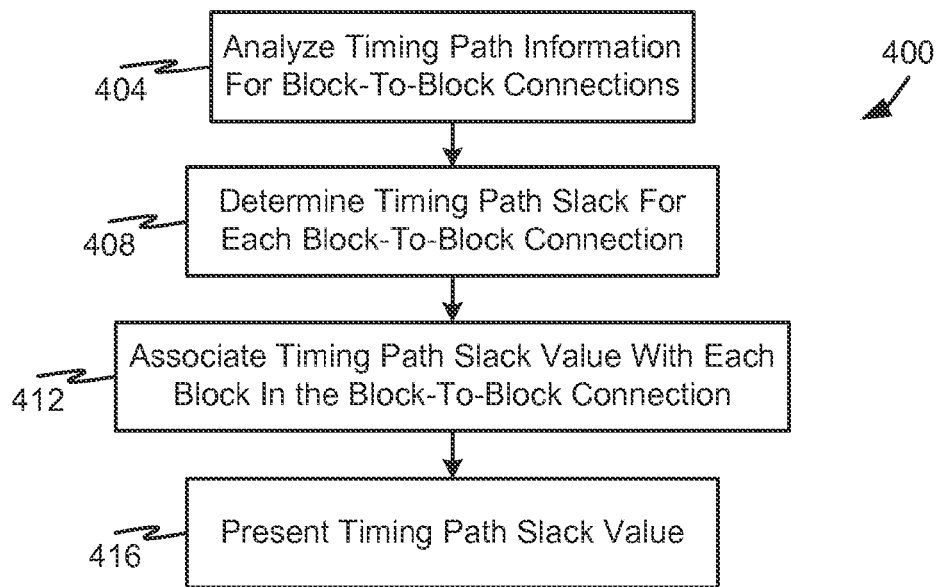 Analyze Timing Path Information
For Block-To-Block Connections
404
400
Determine Timing Path Slack For
Each Block-To-Block Connection
408
Associate Timing Path Slack Value With Each
Block In the Block-To-Block Connection
412
Present Timing Path Slack Value
416